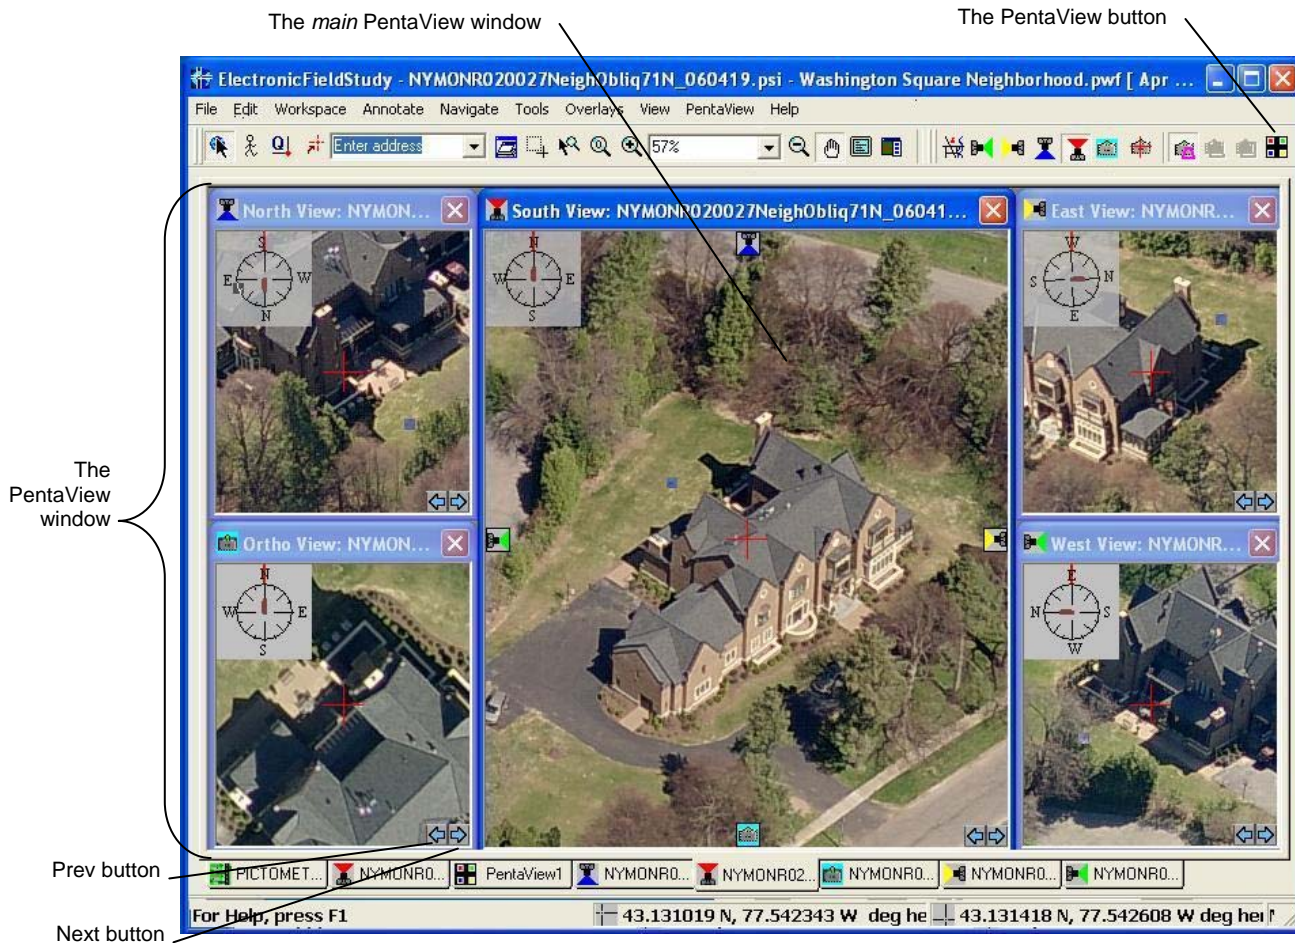 The main PentaView window
The PentaView button
ElectronicFieldStudy - NYMONR020027NeighObliq71N_060419.psi - Washington Square Neighborhood.pwf [ Apr ...
File Edit Workspace Annotate Navigate Tools Overlays View PentaView Help
Enter address
57%
North View: NYMON...
South View: NYMONR020027NeighObliq71N_06041...
East View: NYMONR...
S
E W
N
N
W E
S
W
S N
E
The
PentaView
window
Ortho View: NYMON...
West View: NYMONR...
N
W E
S
E
N S
W
Prev button
PICTOMET...
NYMONR0...
PentaView1
NYMONR0...
NYMONR02...
NYMONR0...
NYMONR0...
NYMONR0...
For Help, press F1
43.131019 N, 77.542343 W deg he
43.131418 N, 77.542608 W deg her
Next button